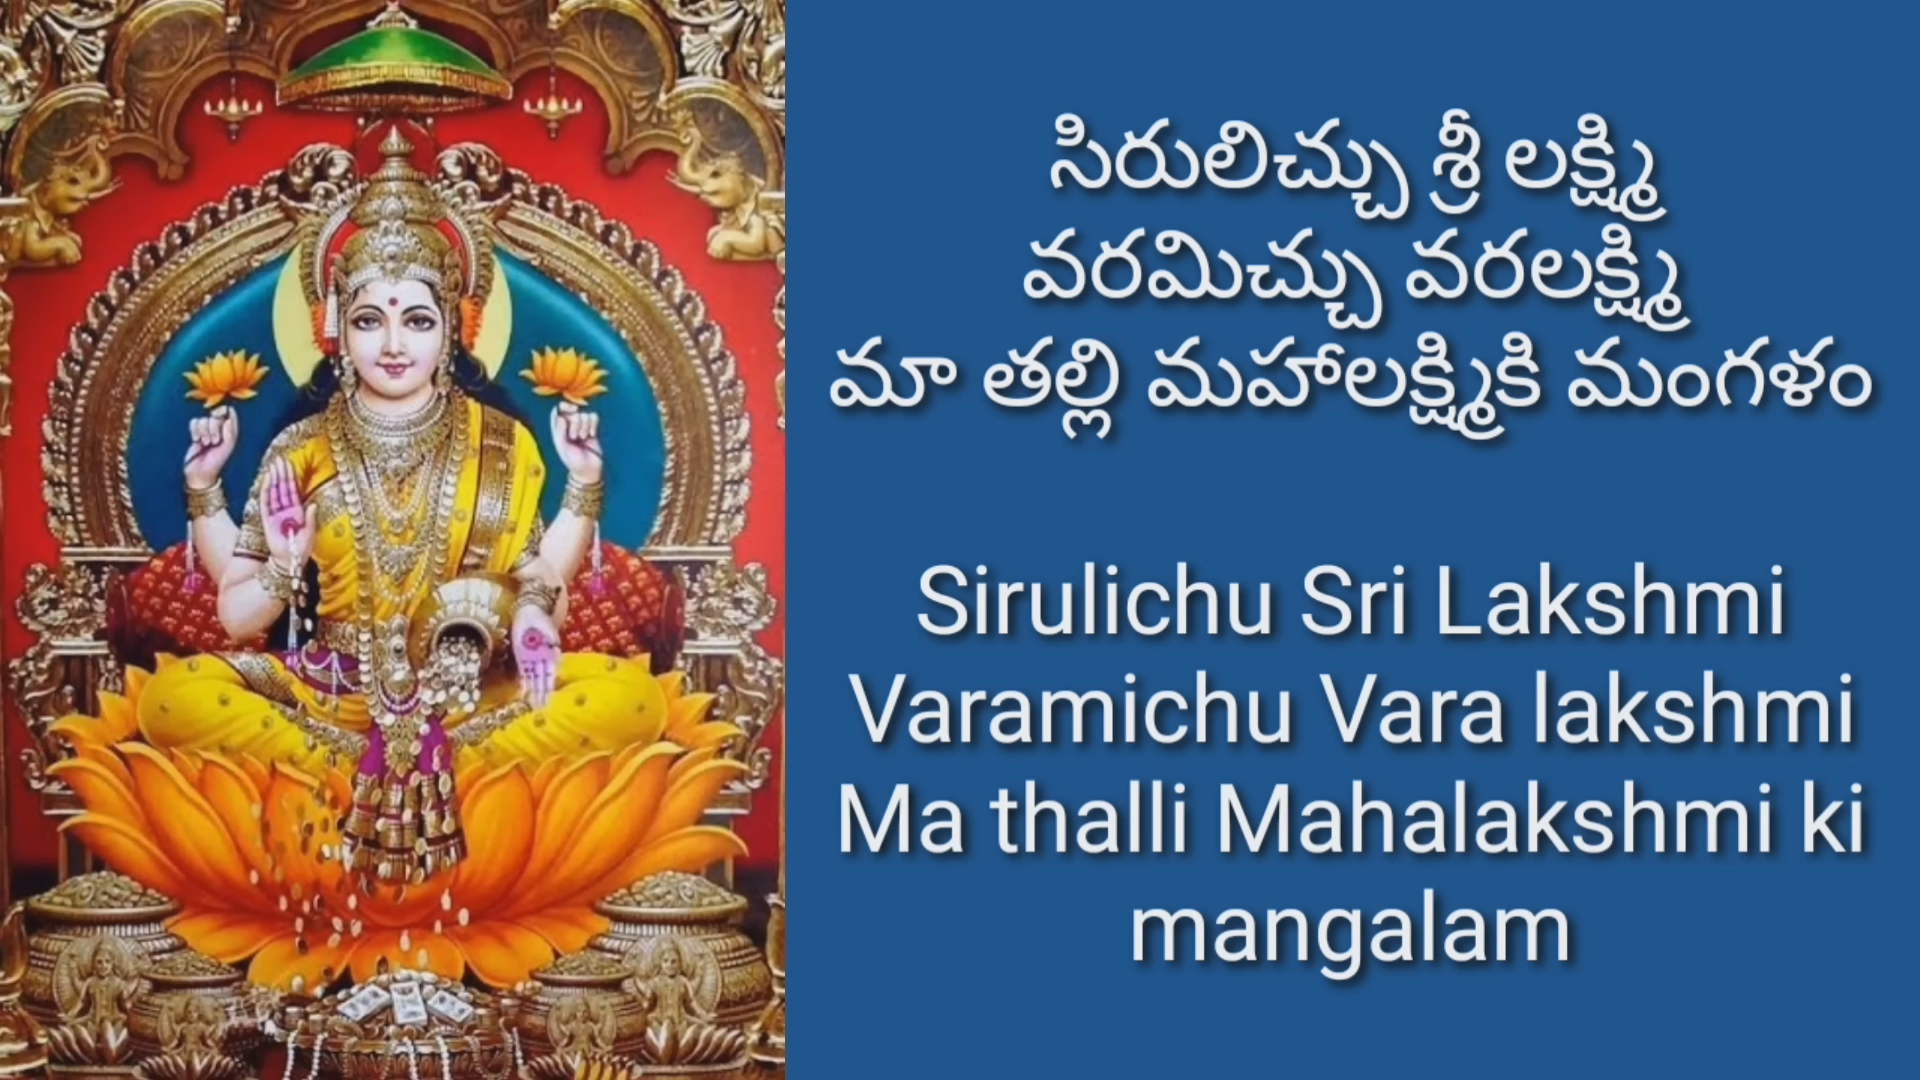 సిరులిచ్చు శ్రీ లక్ష్మి
వరమిచ్చు వరలక్ష్మి
మా తల్లి మహాలక్ష్మికి మంగళం
Sirulichu Sri Lakshmi
Varamichu Vara lakshmi
Ma thalli Mahalakshmi ki
mangalam